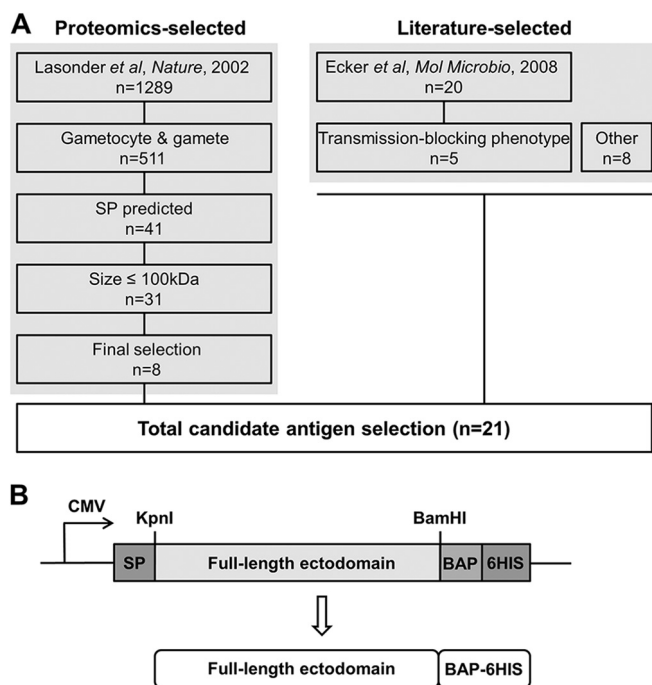 A
Proteomics-selected
Lasonder et al, Nature, 2002
n=1289
Gametocyte & gamete
n=511
SP predicted
n=41
Size ≤ 100kDa
n=31
Final selection
n=8
Literature-selected
Ecker et al, Mol Microbio, 2008
n=20
Transmission-blocking phenotype
n=5
Other
n=8
Total candidate antigen selection (n=21)
B
CMV
KpnI
BamHI
SP
Full-length ectodomain
BAP
6HIS
Full-length ectodomain
BAP-6HIS